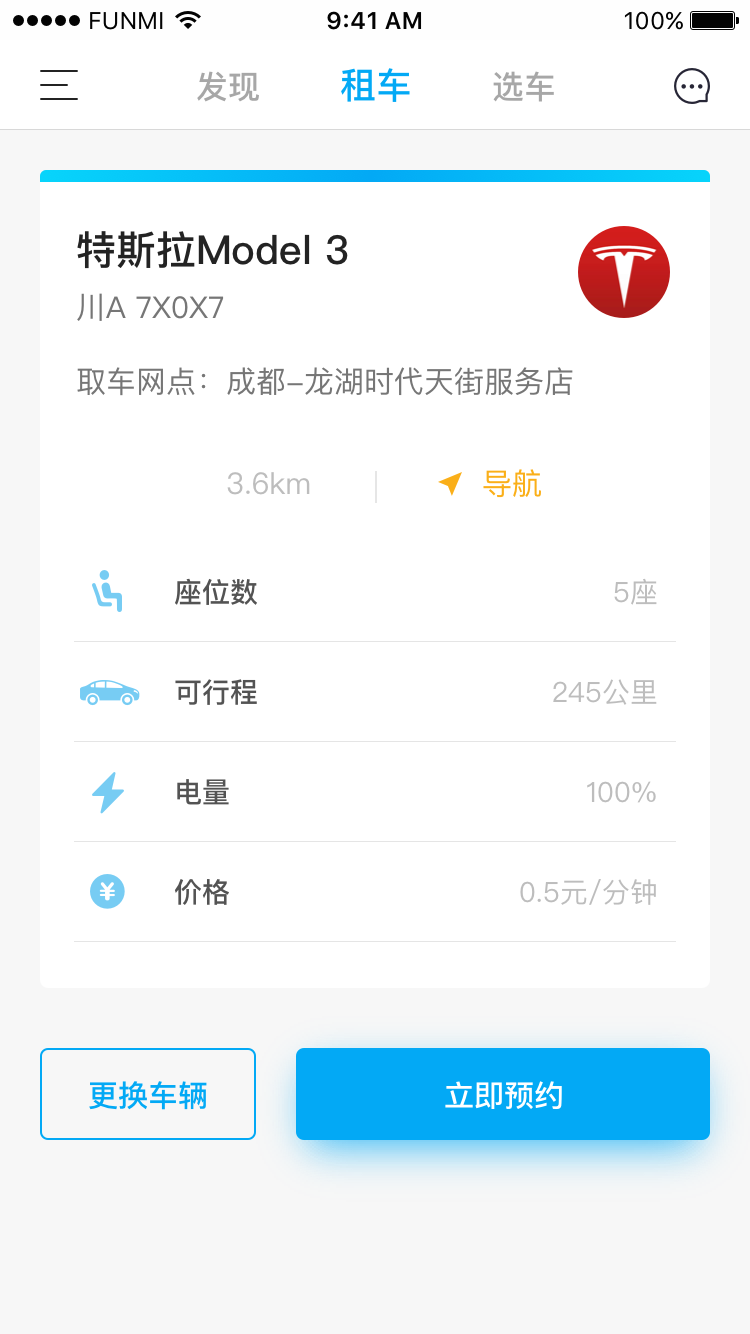 FUNMI 9:41 AM 100%
发现 租车 选车
特斯拉Model 3
川A 7X0X7
取车网点：成都–龙湖时代天街服务店
3.6km 导航
座位数 5座
可行程 245公里
电量 100%
¥ 价格 0.5元/分钟
更换车辆 立即预约